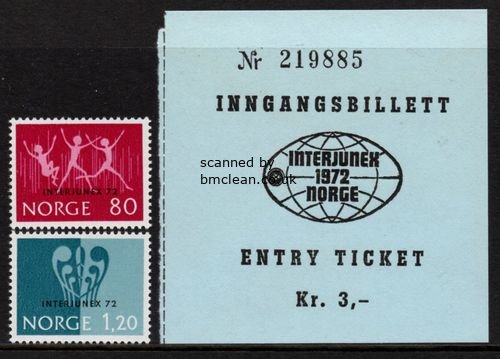 INTERJUNEX 72
NORGE 80
INTERJUNEX 72
NORGE 1,20
Nr 219885
INNGANGSBILLETT
INTERJUNEX
1972
NORGE
ENTRY TICKET
Kr. 3,-
scanned by
bmclean.co.uk